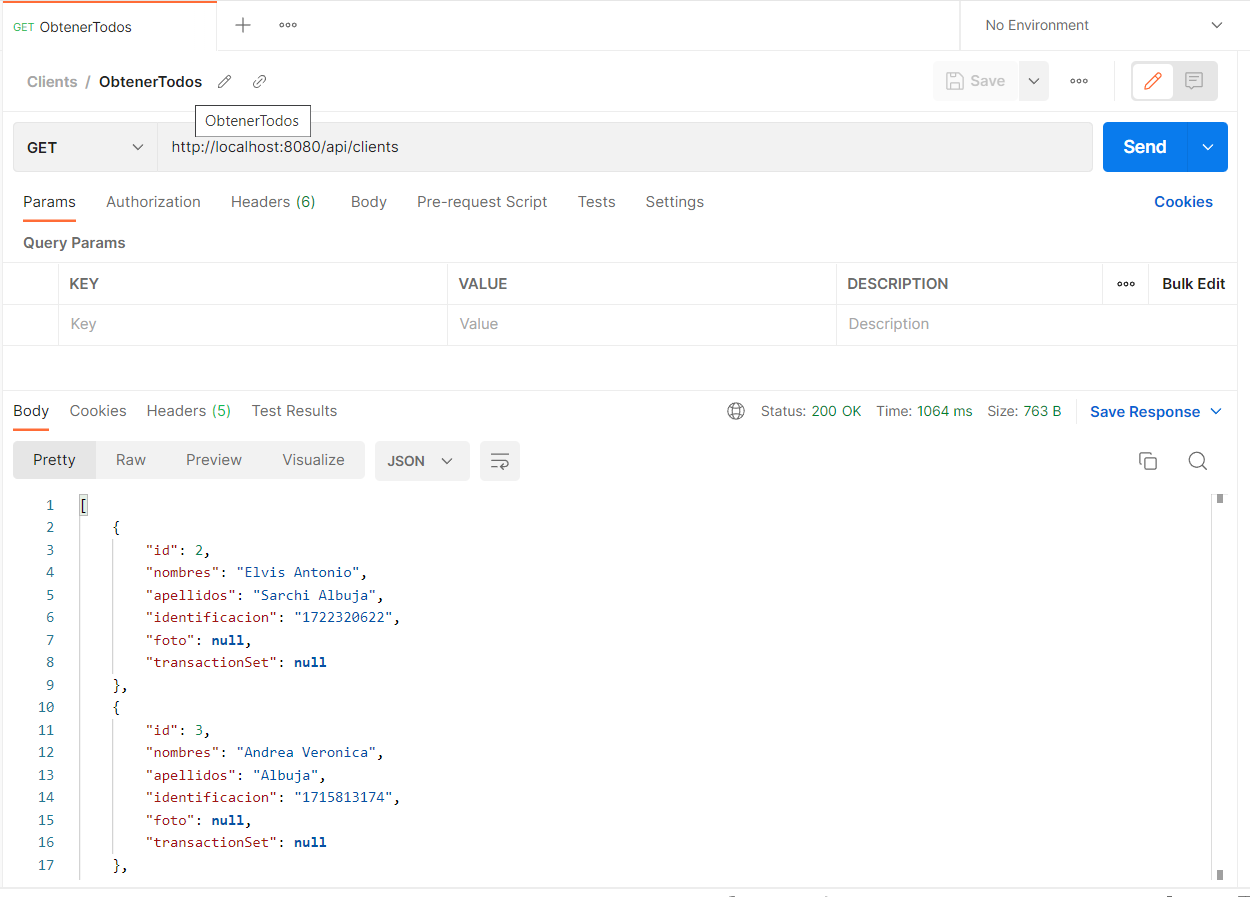 GET ObtenerTodos
No Environment
Clients / ObtenerTodos
Save
ObtenerTodos
GET http://localhost:8080/api/clients Send
Params Authorization Headers (6) Body Pre-request Script Tests Settings Cookies
Query Params
KEY VALUE DESCRIPTION Bulk Edit
Key Value Description
Body Cookies Headers (5) Test Results Status: 200 OK Time: 1064 ms Size: 763 B Save Response
Pretty Raw Preview Visualize JSON
1 [
2 {
3 "id": 2,
4 "nombres": "Elvis Antonio",
5 "apellidos": "Sarchi Albuja",
6 "identificacion": "1722320622",
7 "foto": null,
8 "transactionSet": null
9 },
10 {
11 "id": 3,
12 "nombres": "Andrea Veronica",
13 "apellidos": "Albuja",
14 "identificacion": "1715813174",
15 "foto": null,
16 "transactionSet": null
17 },